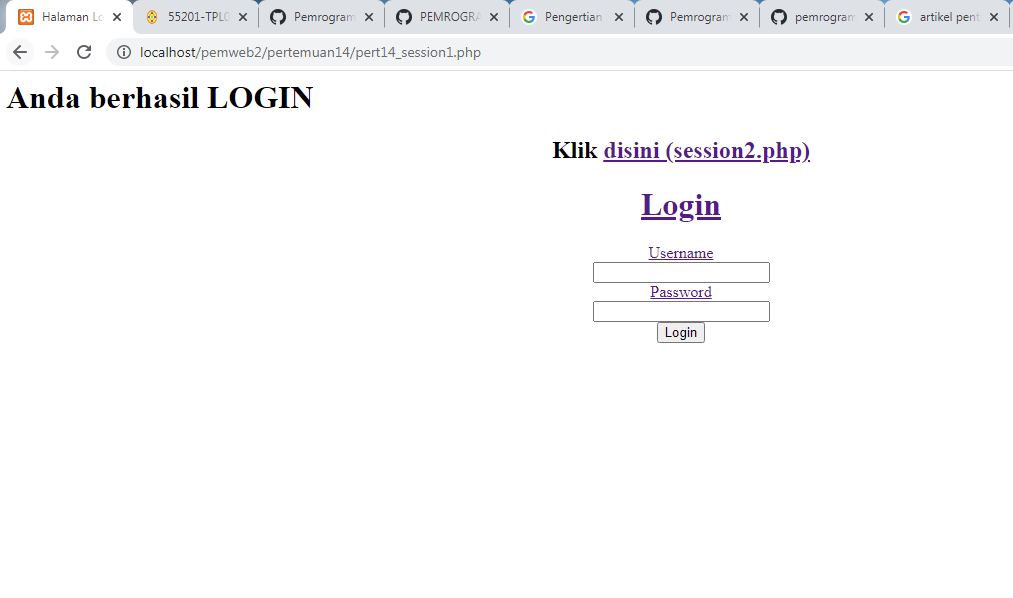 Halaman Lo
55201-TPL0
Pemrogram
PEMROGRA
Pengertian
Pemrogram
pemrogram
artikel pent
localhost/pemweb2/pertemuan14/pert14_session1.php
Anda berhasil LOGIN
Klik disini (session2.php)
Login
Username
Password
Login